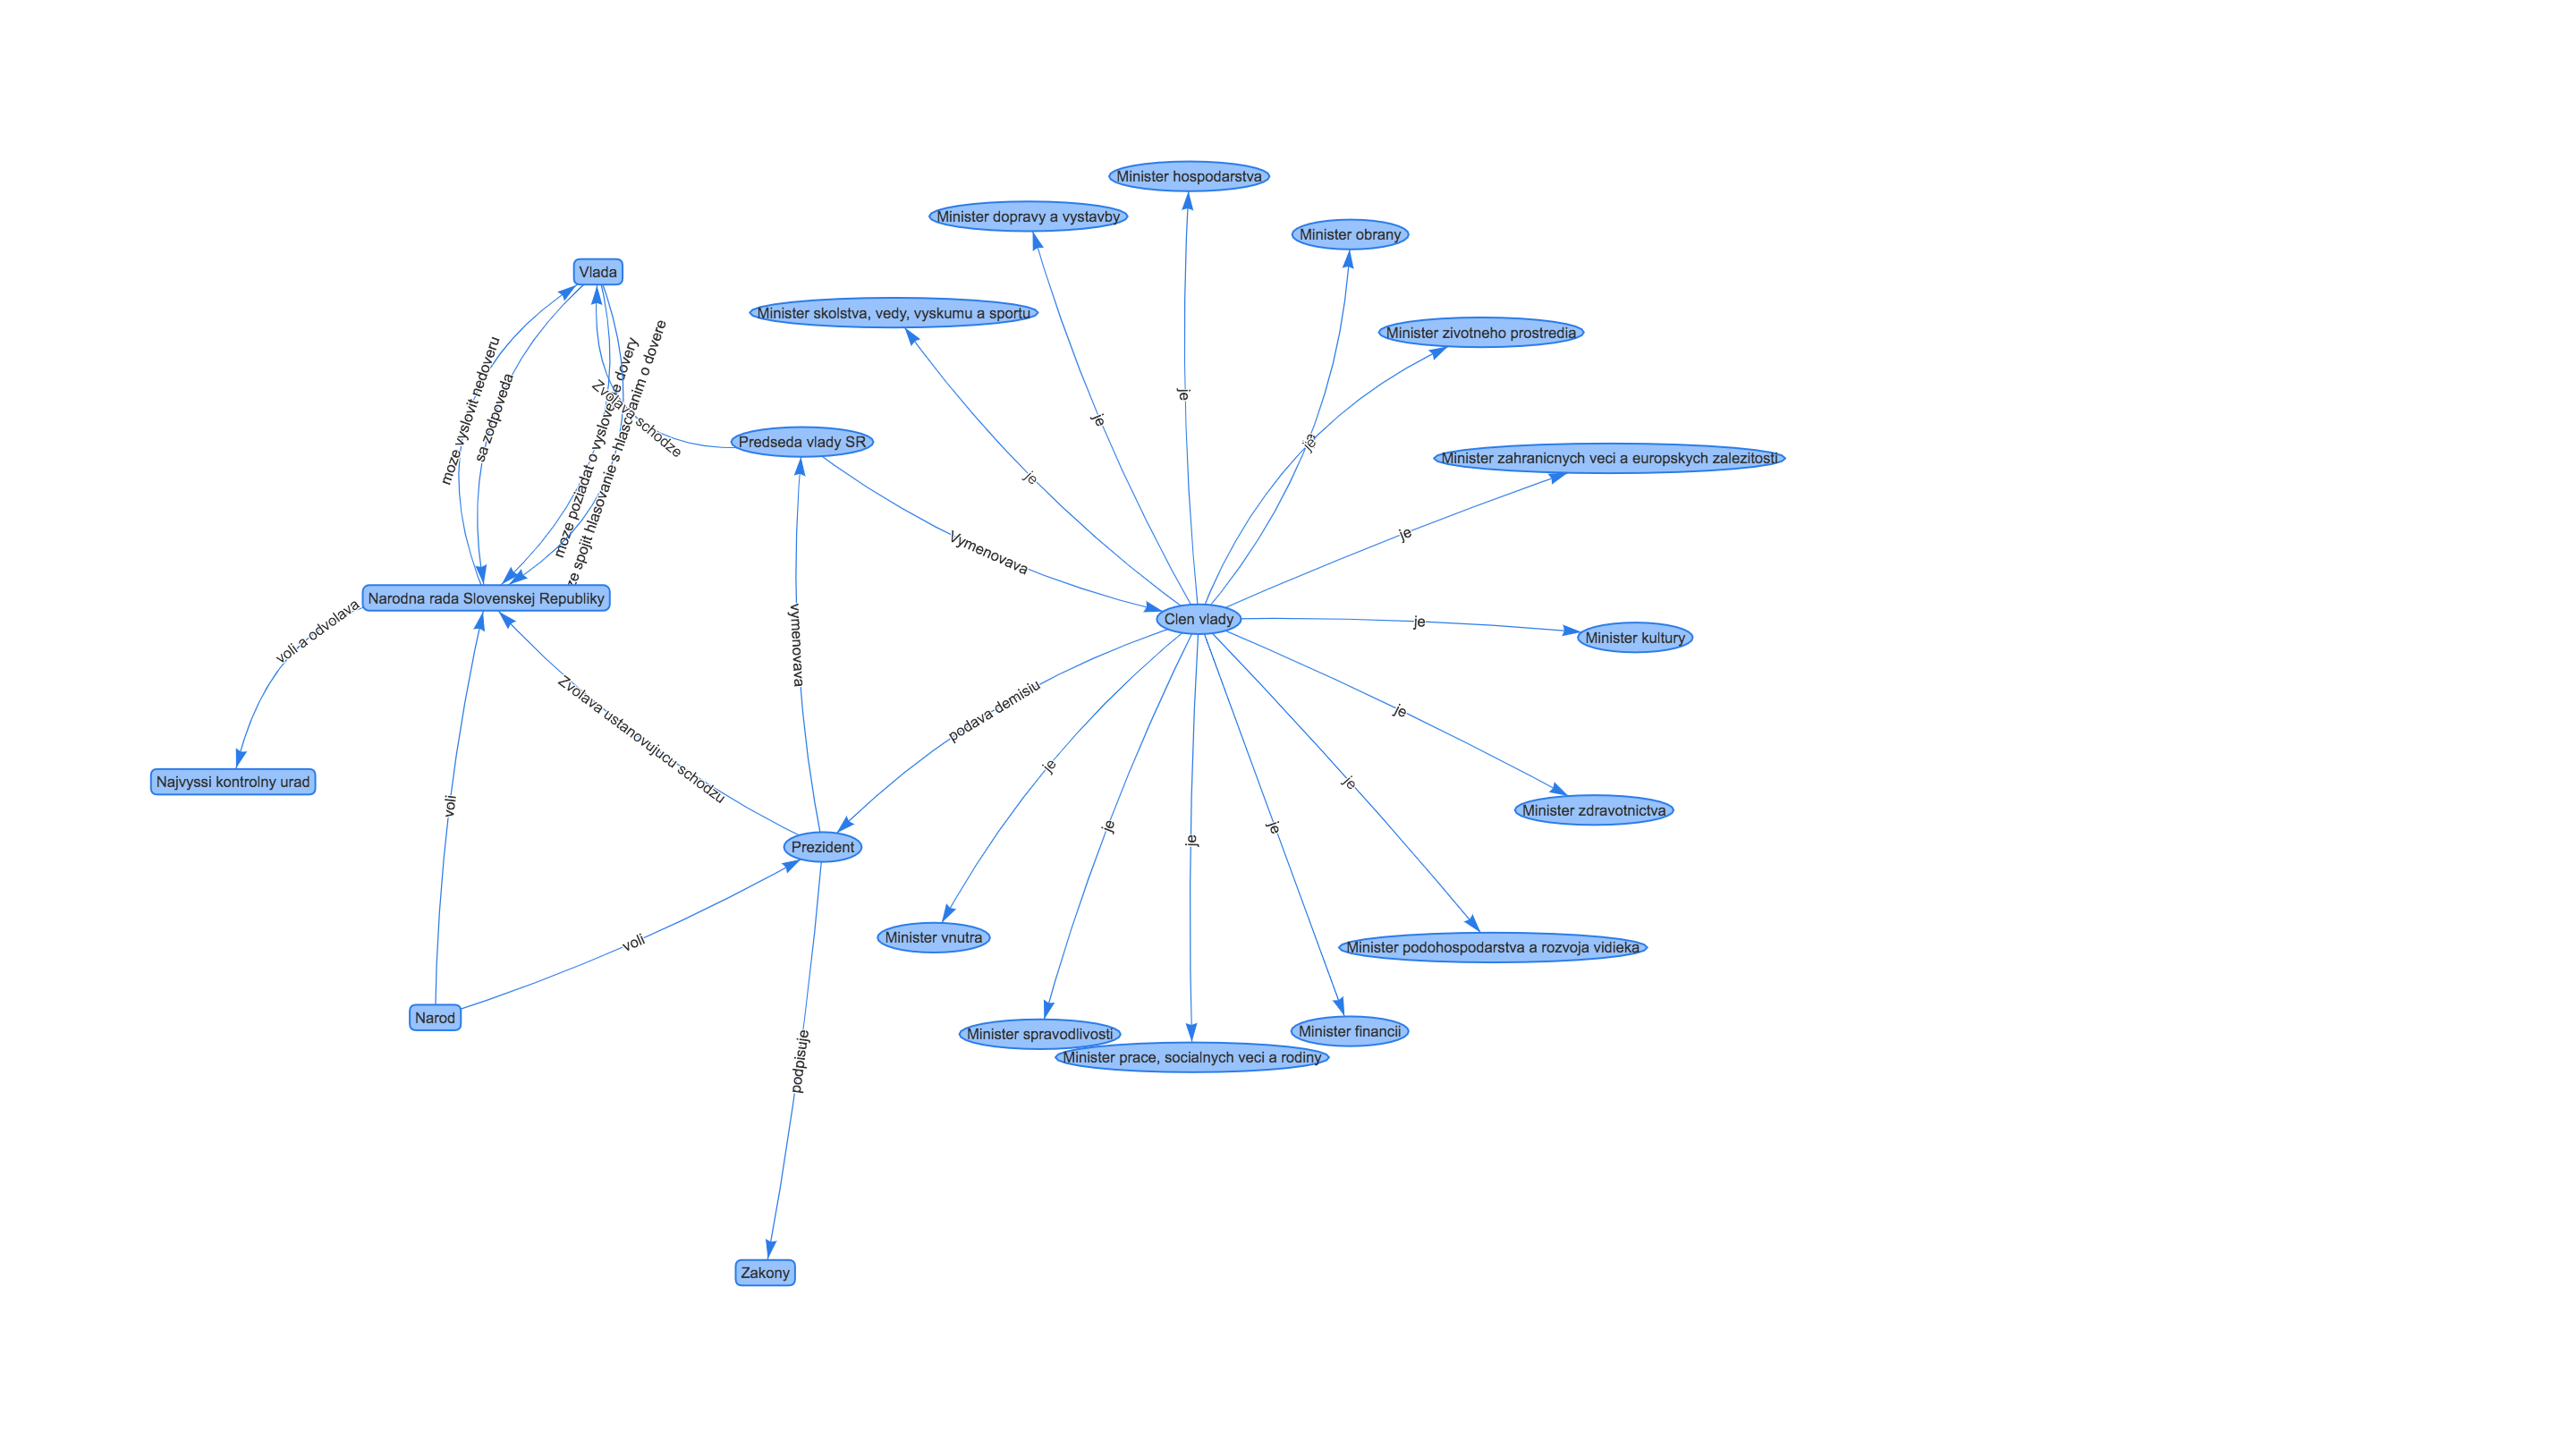 Minister hospodarstva
Minister dopravy a vystavby
Minister obrany
Vlada
Minister skolstva, vedy, vyskumu a sportu
Minister zivotneho prostredia
moze vyslovit nedoveru
sa zodpoveda
moze poziadat o vyslovenie dovery
spojit hlasovanie s hlasovanim o dovere
Zvolava schodze
Predseda vlady SR
je
je
je
je
je
Minister zahranicnych veci a europskych zalezitosti
je
Vymenovava
Narodna rada Slovenskej Republiky
Clen vlady
je
Minister kultury
voli a odvolava
vymenovava
Zvolava ustanovujucu schodzu
podava demisiu
je
je
je
Najvyssi kontrolny urad
voli
je
je
je
Minister zdravotnictva
Prezident
voli
Minister vnutra
Minister podohospodarstva a rozvoja vidieka
Narod
Minister spravodlivosti
Minister financii
Minister prace, socialnych veci a rodiny
podpisuje
Zakony